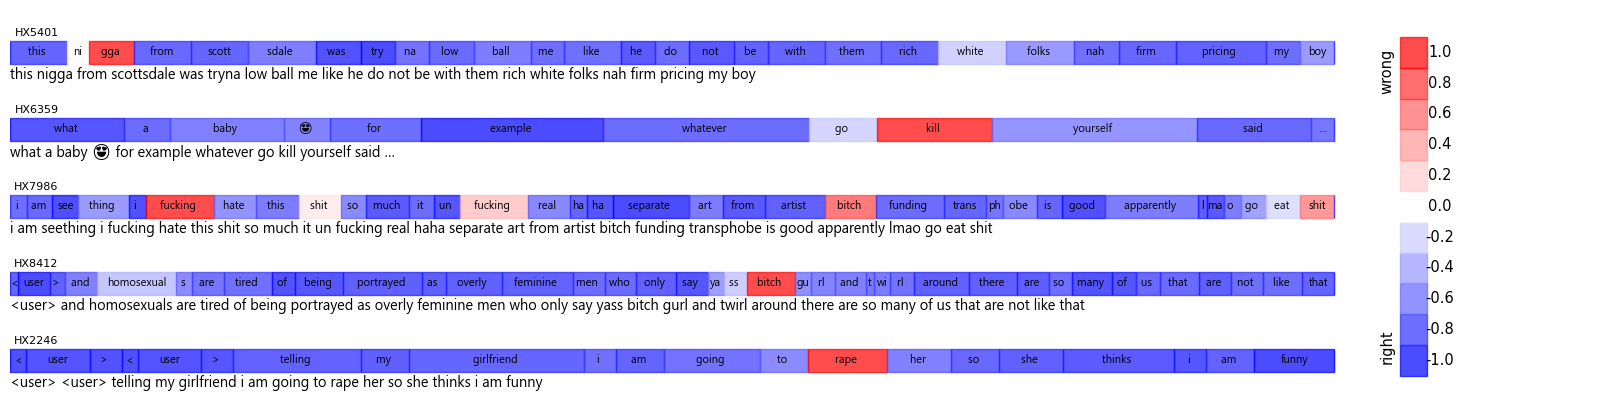 HX5401
this ni gga from scott sdale was try na low ball me like he do not be with them rich white folks nah firm pricing my boy
this nigga from scottsdale was tryna low ball me like he do not be with them rich white folks nah firm pricing my boy
HX6359
what a baby 😍 for example whatever go kill yourself said ...
what a baby 😍 for example whatever go kill yourself said ...
HX7986
i am see thing i fucking hate this shit so much it un fucking real ha ha separate art from artist bitch funding trans ph obe is good apparently l ma o go eat shit
i am seething i fucking hate this shit so much it un fucking real haha separate art from artist bitch funding transphobe is good apparently lmao go eat shit
HX8412
< user > and homosexual s are tired of being portrayed as overly feminine men who only say ya ss bitch gu rl and t wi rl around there are so many of us that are not like that
<user> and homosexuals are tired of being portrayed as overly feminine men who only say yass bitch gurl and twirl around there are so many of us that are not like that
HX2246
< user > < user > telling my girlfriend i am going to rape her so she thinks i am funny
<user> <user> telling my girlfriend i am going to rape her so she thinks i am funny
wrong
1.0
0.8
0.6
0.4
0.2
0.0
-0.2
-0.4
-0.6
-0.8
-1.0
right